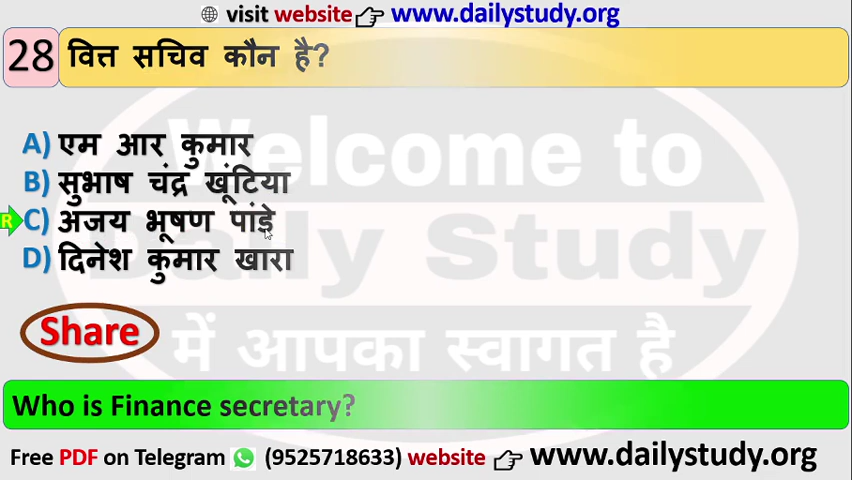 visit website www.dailystudy.org
28 वित्त सचिव कौन है?
A) एम आर कुमार
B) सुभाष चंद्र खूंटिया
R C) अजय भूषण पांडे
D) दिनेश कुमार खारा
Welcome to
Daily Study
में आपका स्वागत है
Share
Who is Finance secretary?
Free PDF on Telegram (9525718633) website www.dailystudy.org